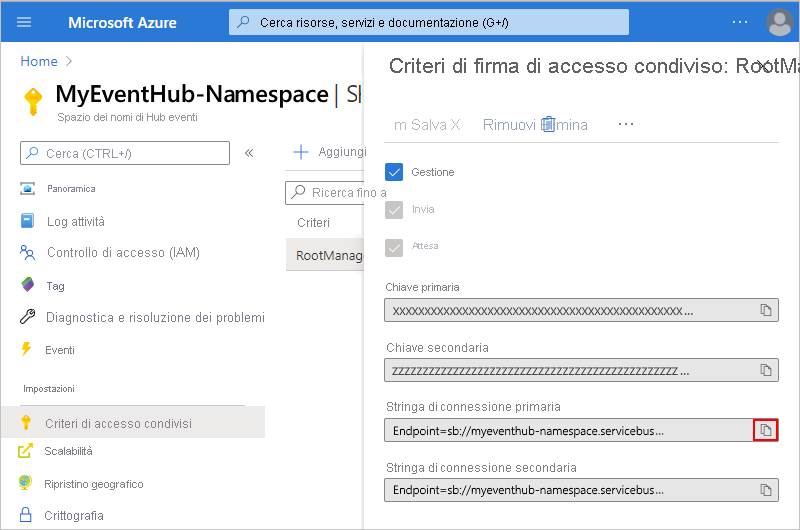 Microsoft Azure
Cerca risorse, servizi e documentazione (G+/)
...
Home >
MyEventHub-Namespace | Sh
Spazio dei nomi di Hub eventi
Cerca (CTRL+/)
«
Panoramica
Log attività
Controllo di accesso (IAM)
Tag
Diagnostica e risoluzione dei problemi
Eventi
Impostazioni
Criteri di accesso condivisi
Scalabilità
Ripristino geografico
Crittografia
+ Aggiungi
Ricerca fino a
Criteri
RootManag
Criteri di firma di accesso condiviso: RootMa
m Salva X
Rimuovi Elimina
...
Gestione
Invia
Attesa
Chiave primaria
xxxxxxxxxxxxxxxxxxxxxxxxxxxxxxxxxxxxxxxxxxxxxxxx...
Chiave secondaria
zzzzzzzzzzzzzzzzzzzzzzzzzzzzzzzzzzzzzzzzzzzzzzzz...
Stringa di connessione primaria
Endpoint=sb://myeventhub-namespace.servicebus...
Stringa di connessione secondaria
Endpoint=sb://myeventhub-namespace.servicebus...